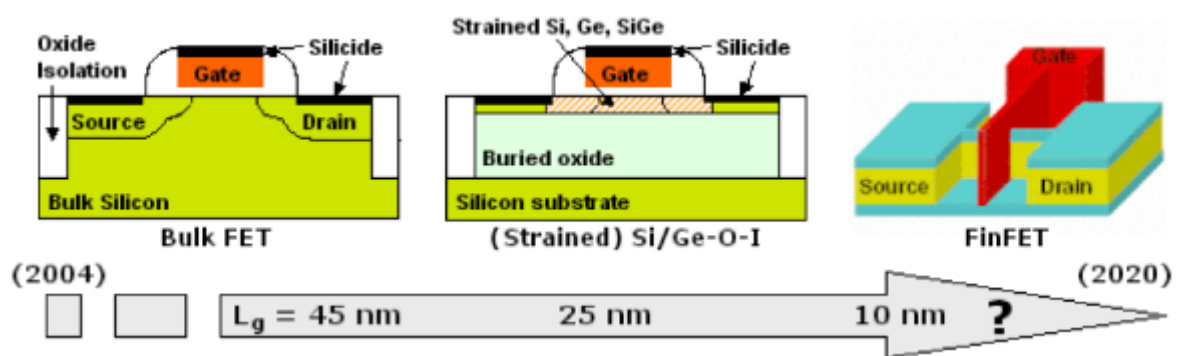 Oxide
Isolation
Silicide
Gate
Source
Drain
Bulk Silicon
Bulk FET
Strained Si, Ge, SiGe
Silicide
Gate
Buried oxide
Silicon substrate
(Strained) Si/Ge-O-I
Gate
Source
Drain
FinFET
(2004)
(2020)
Lg = 45 nm
25 nm
10 nm
?